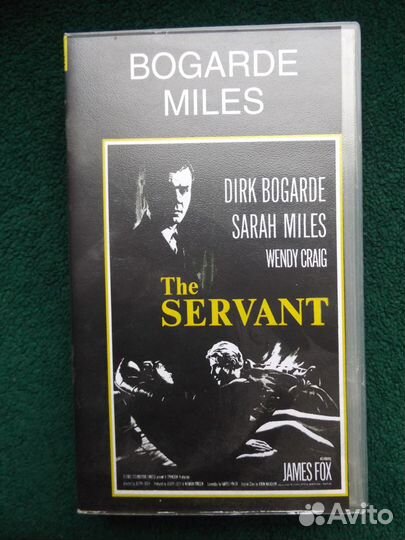 BOGARDE
MILES
DIRK BOGARDE
SARAH MILES
WENDY CRAIG
The
SERVANT
JAMES FOX
Avito